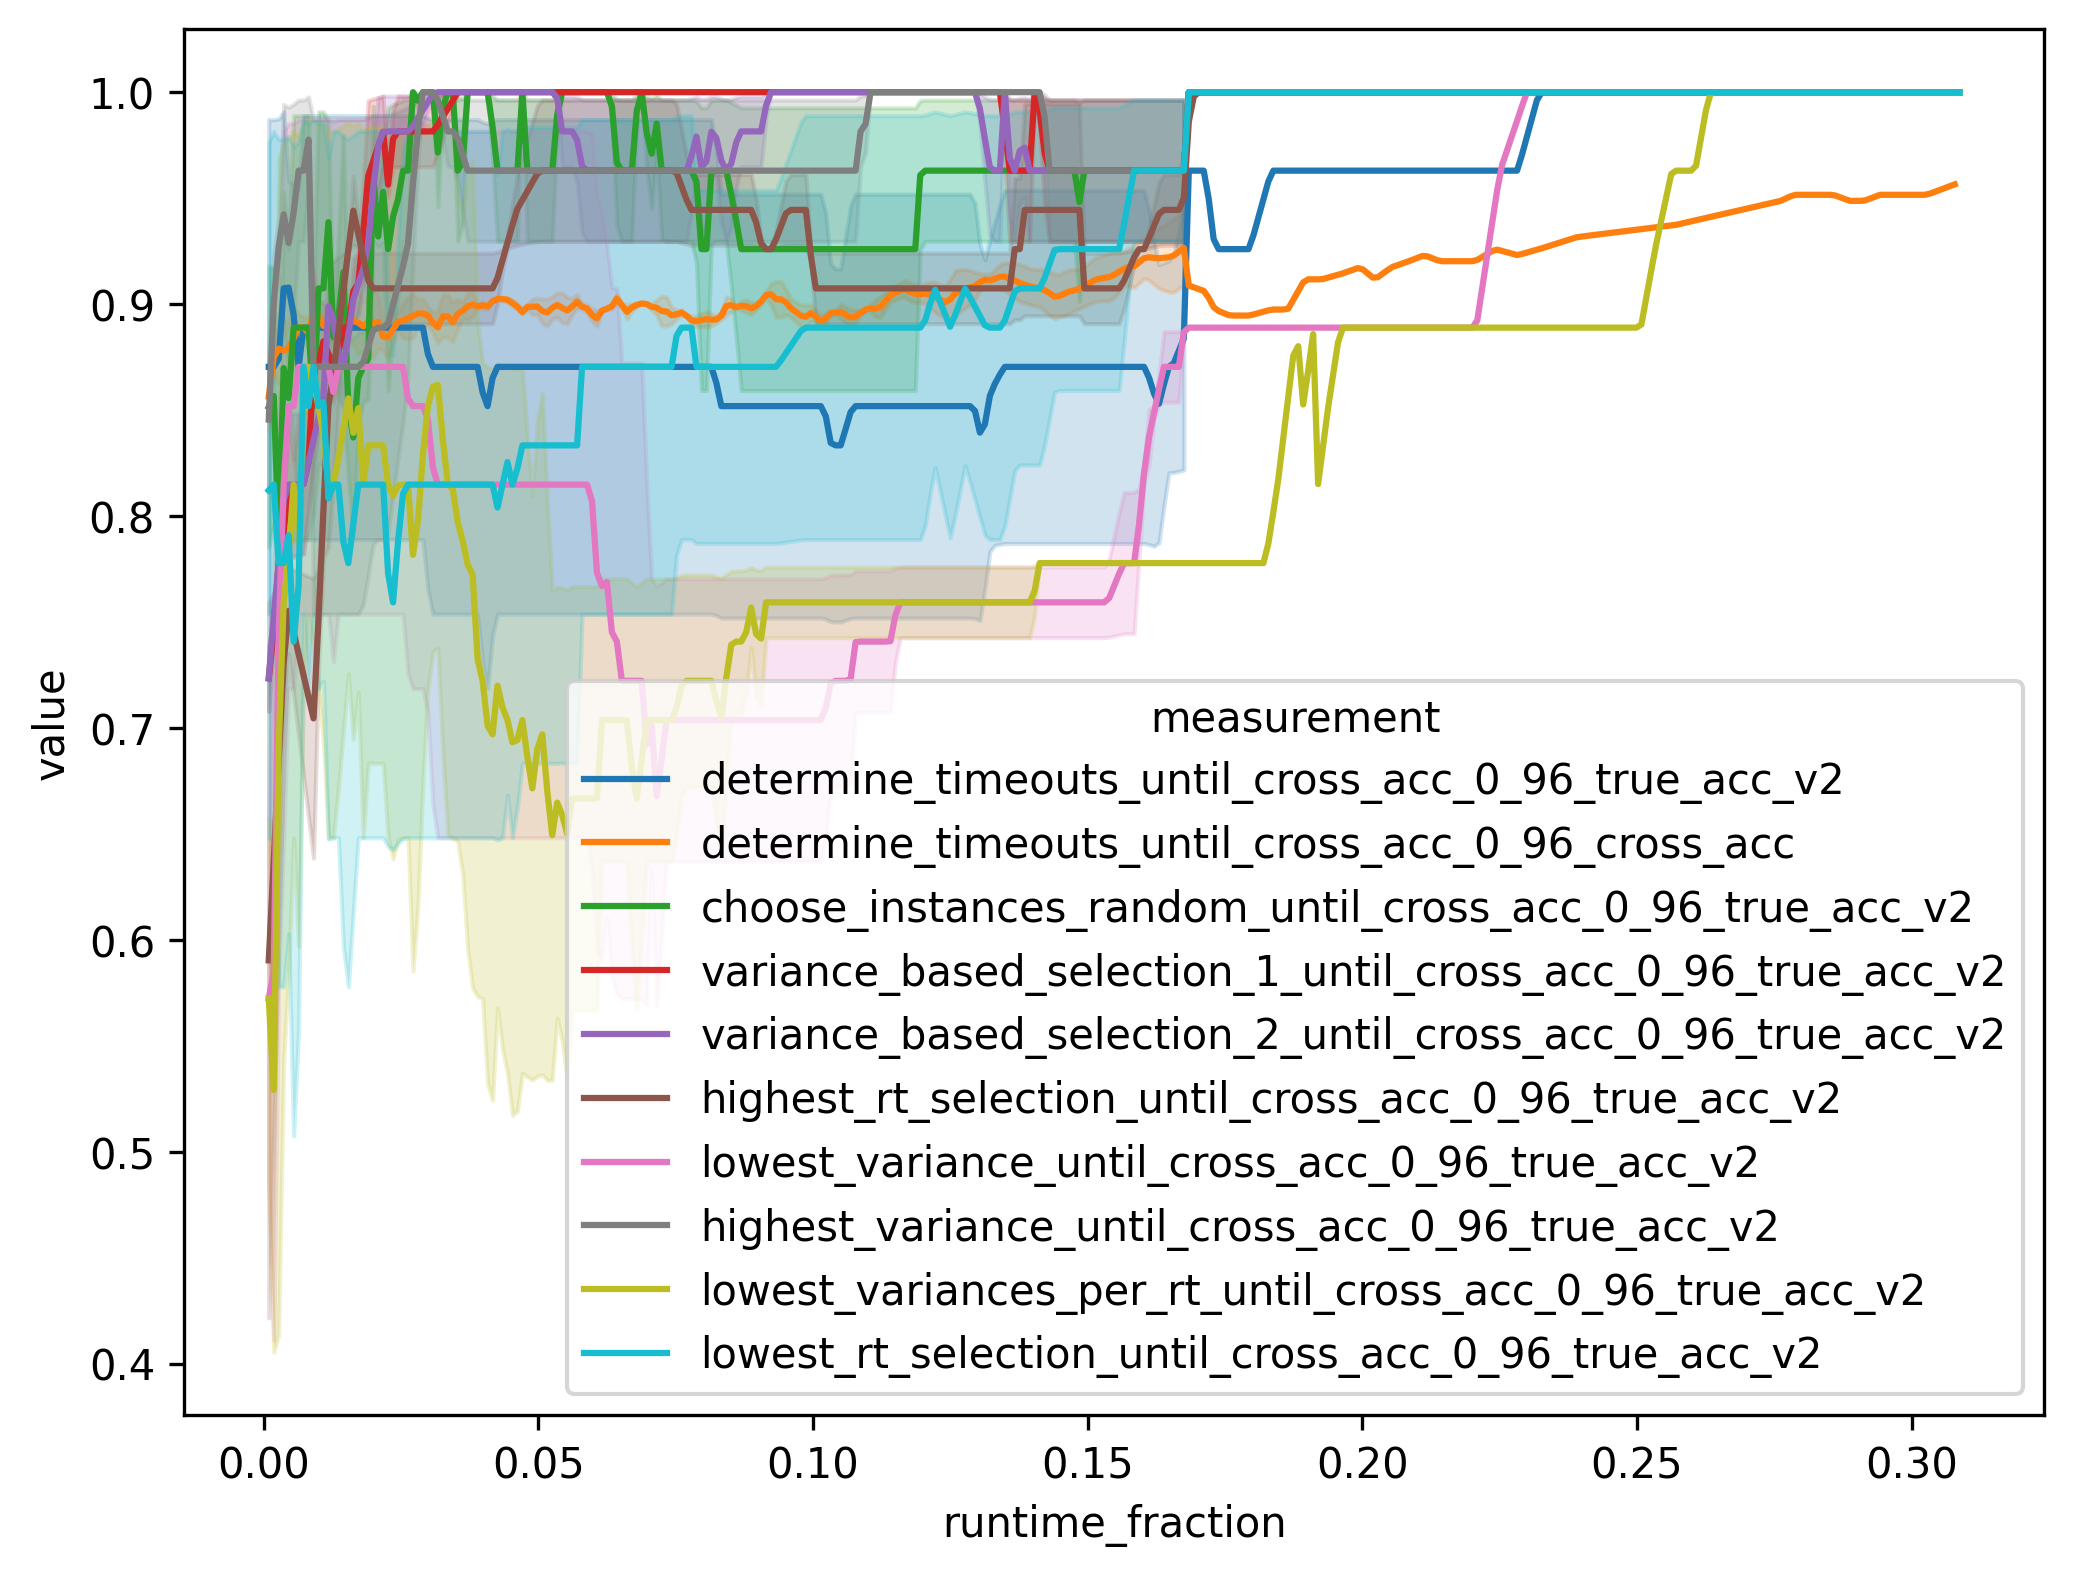 1.0
0.9
0.8
0.7
0.6
0.5
0.4
value
measurement
determine_timeouts_until_cross_acc_0_96_true_acc_v2
determine_timeouts_until_cross_acc_0_96_cross_acc
choose_instances_random_until_cross_acc_0_96_true_acc_v2
variance_based_selection_1_until_cross_acc_0_96_true_acc_v2
variance_based_selection_2_until_cross_acc_0_96_true_acc_v2
highest_rt_selection_until_cross_acc_0_96_true_acc_v2
lowest_variance_until_cross_acc_0_96_true_acc_v2
highest_variance_until_cross_acc_0_96_true_acc_v2
lowest_variances_per_rt_until_cross_acc_0_96_true_acc_v2
lowest_rt_selection_until_cross_acc_0_96_true_acc_v2
0.00 0.05 0.10 0.15 0.20 0.25 0.30
runtime_fraction